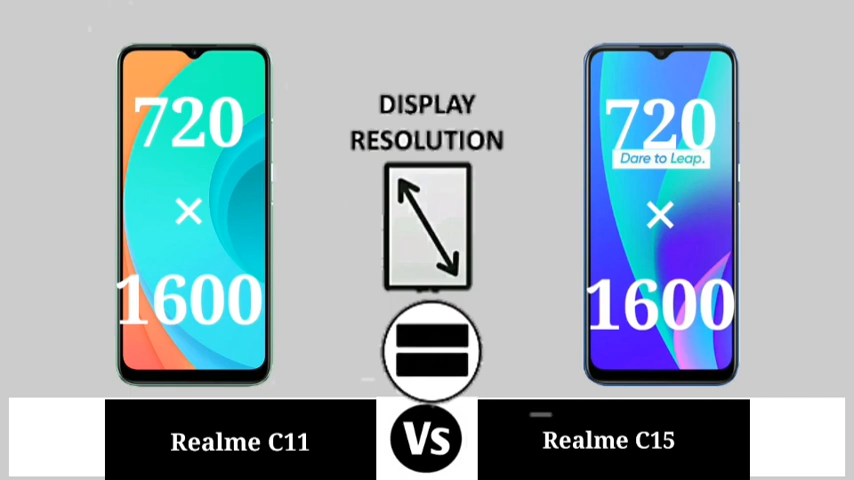 720
×
1600
DISPLAY
RESOLUTION
720
Dare to Leap.
×
1600
Realme C11
Vs
Realme C15